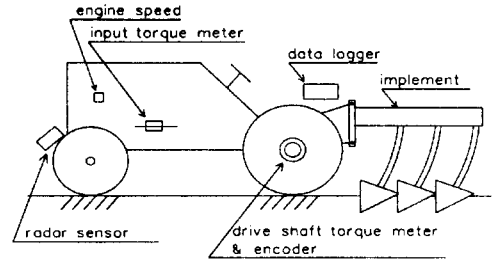 engine speed
input torque meter
data logger
implement
radar sensor
drive shaft torque meter
& encoder